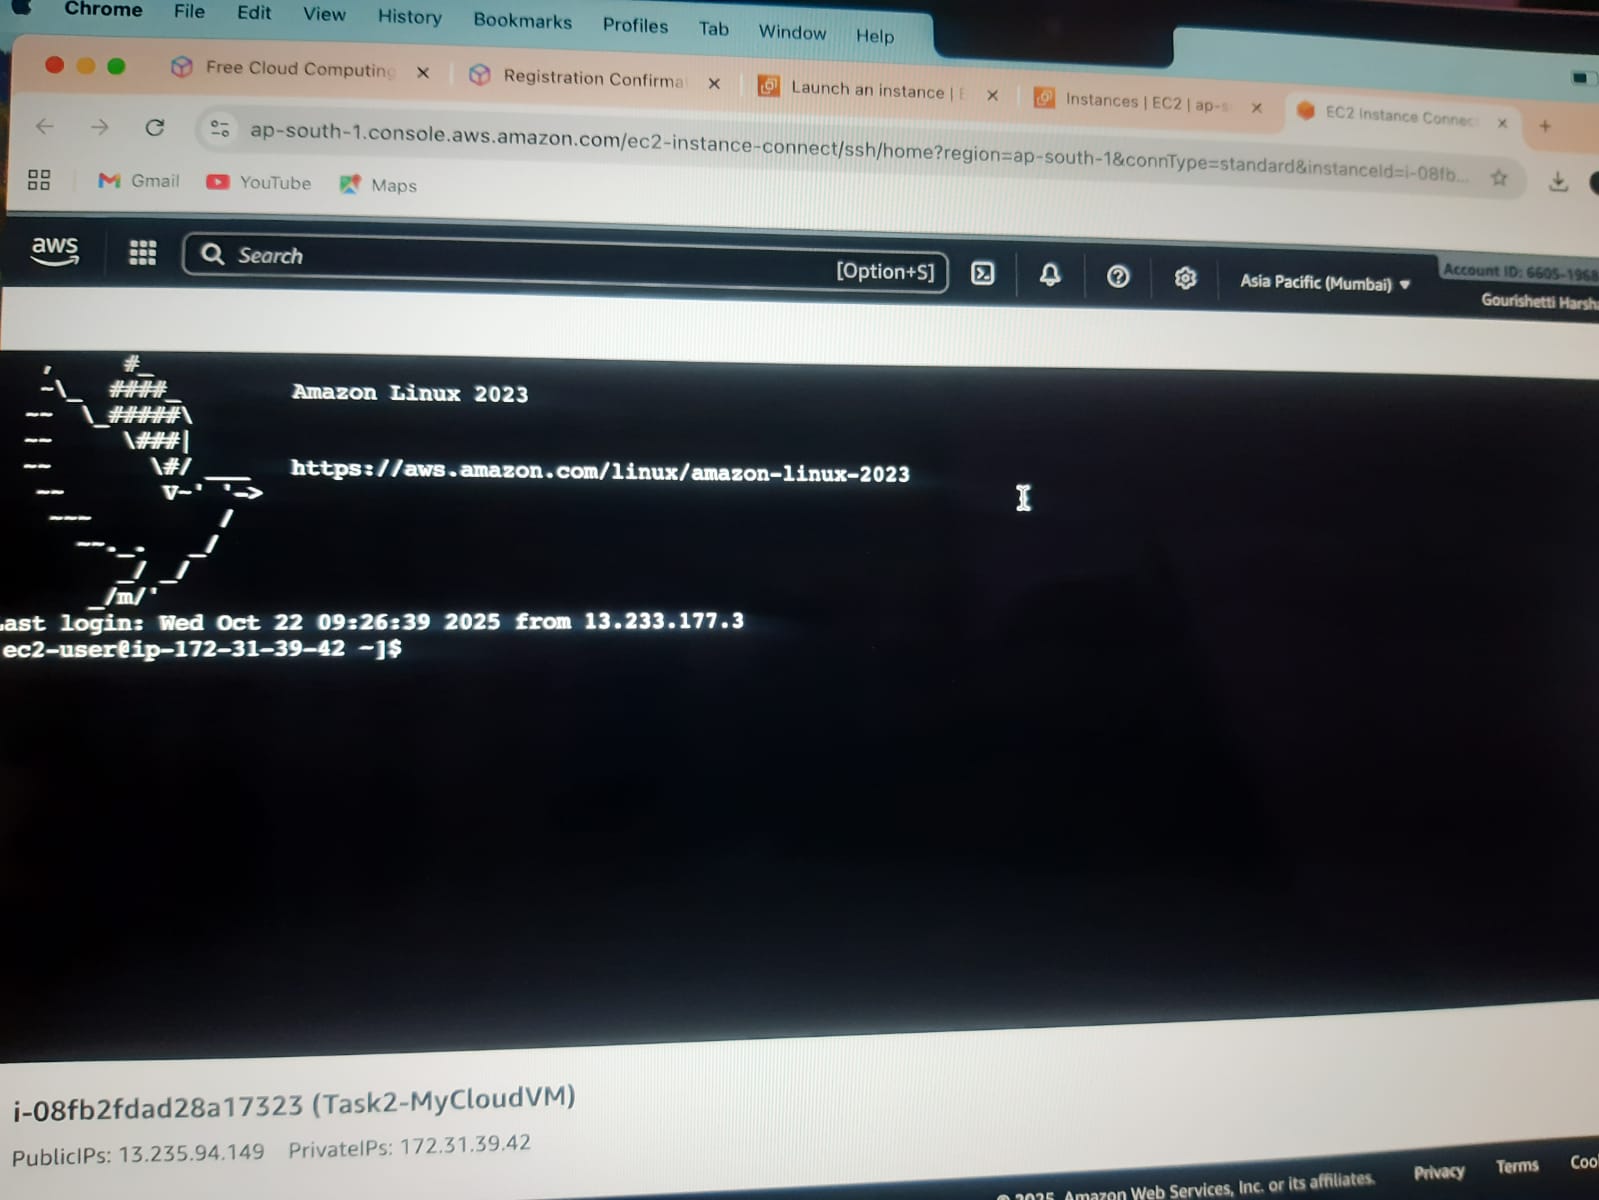 Chrome File Edit View History Bookmarks Profiles Tab Window Help
Free Cloud Computing
Registration Confirma
Launch an instance | E
Instances | EC2 | ap-s
EC2 Instance Connec
ap-south-1.console.aws.amazon.com/ec2-instance-connect/ssh/home?region=ap-south-1&connType=standard&instanceId=i-08fb...
Gmail YouTube Maps
aws
Search [Option+S]
Asia Pacific (Mumbai)
Account ID: 6605-1968
Gourishetti Harsh
   ,     #_
   ~\_  ####_        Amazon Linux 2023
  ~~  \_#####\
  ~~     \###|
  ~~       \#/ ___   https://aws.amazon.com/linux/amazon-linux-2023
   ~~       V~' '->
    ~~~         /
      ~~._.   _/
         _/ _/
       _/m/'
ast login: Wed Oct 22 09:26:39 2025 from 13.233.177.3
ec2-user@ip-172-31-39-42 ~]$
i-08fb2fdad28a17323 (Task2-MyCloudVM)
PublicIPs: 13.235.94.149 PrivateIPs: 172.31.39.42
© 2025, Amazon Web Services, Inc. or its affiliates. Privacy Terms Coo